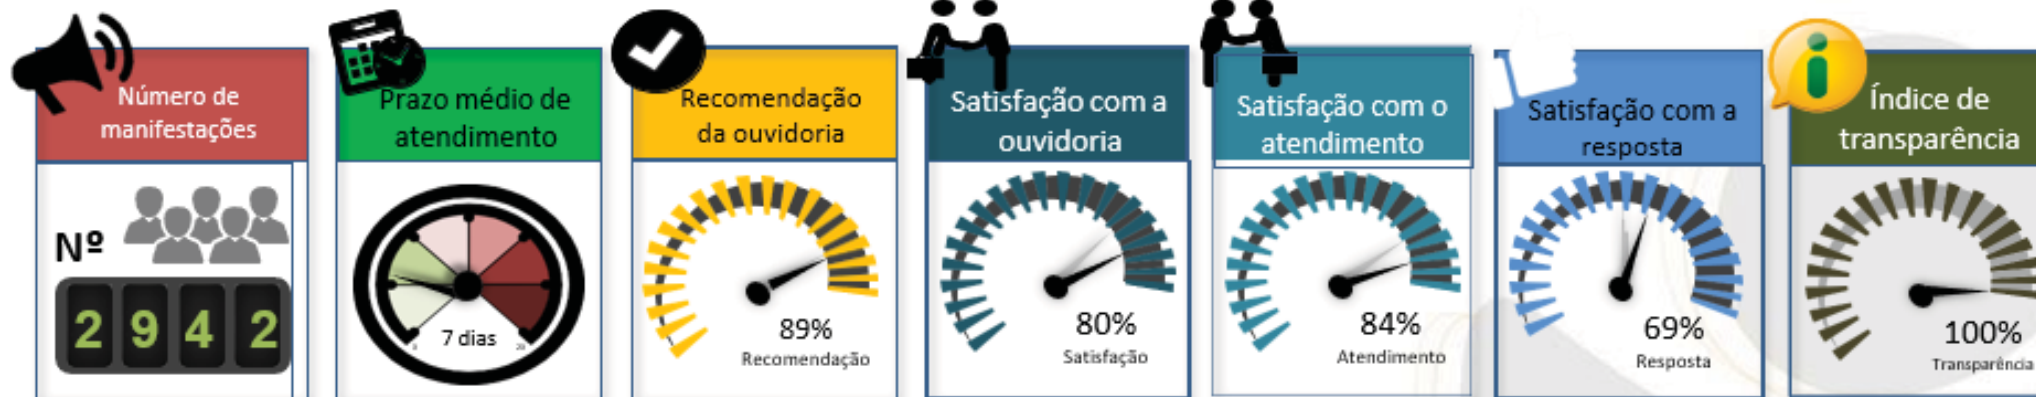 Número de
manifestações
Nº
2942
Prazo médio de
atendimento
7 dias
Recomendação
da ouvidoria
89%
Recomendação
Satisfação com a
ouvidoria
80%
Satisfação
Satisfação com o
atendimento
84%
Atendimento
Satisfação com a
resposta
69%
Resposta
Índice de
transparência
100%
Transparência